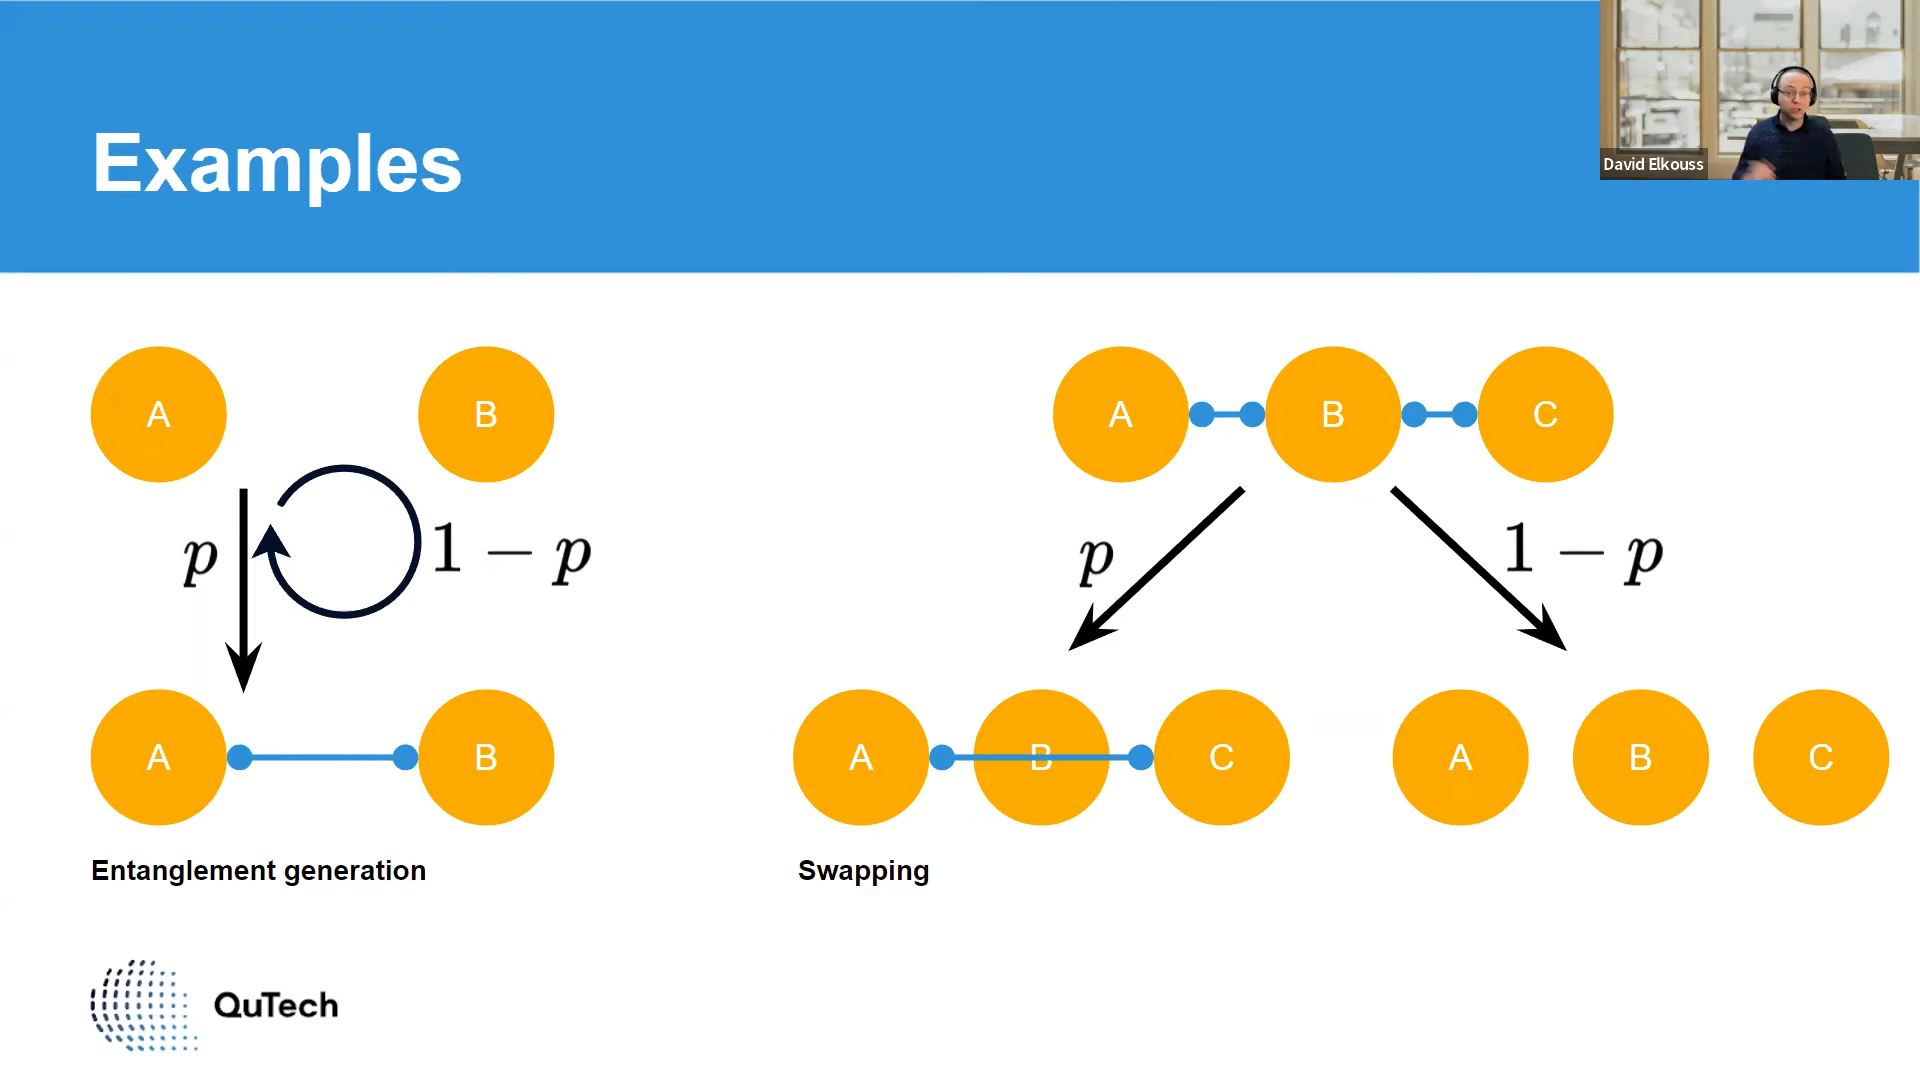 Examples
David Elkouss
A
B
p
1 − p
A
B
Entanglement generation
A
B
C
p
1 − p
A
B
C
A
B
C
Swapping
QuTech